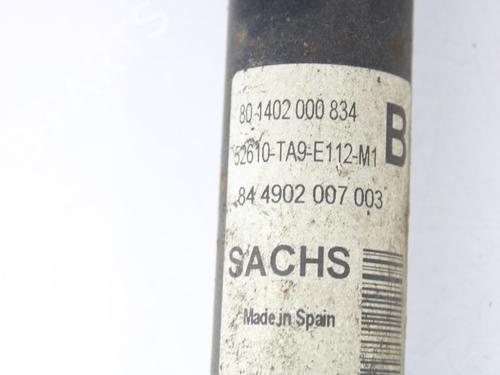 80 1402 000 834
52610-TA9-E112-M1
B
84 4902 007 003
SACHS
Made in Spain